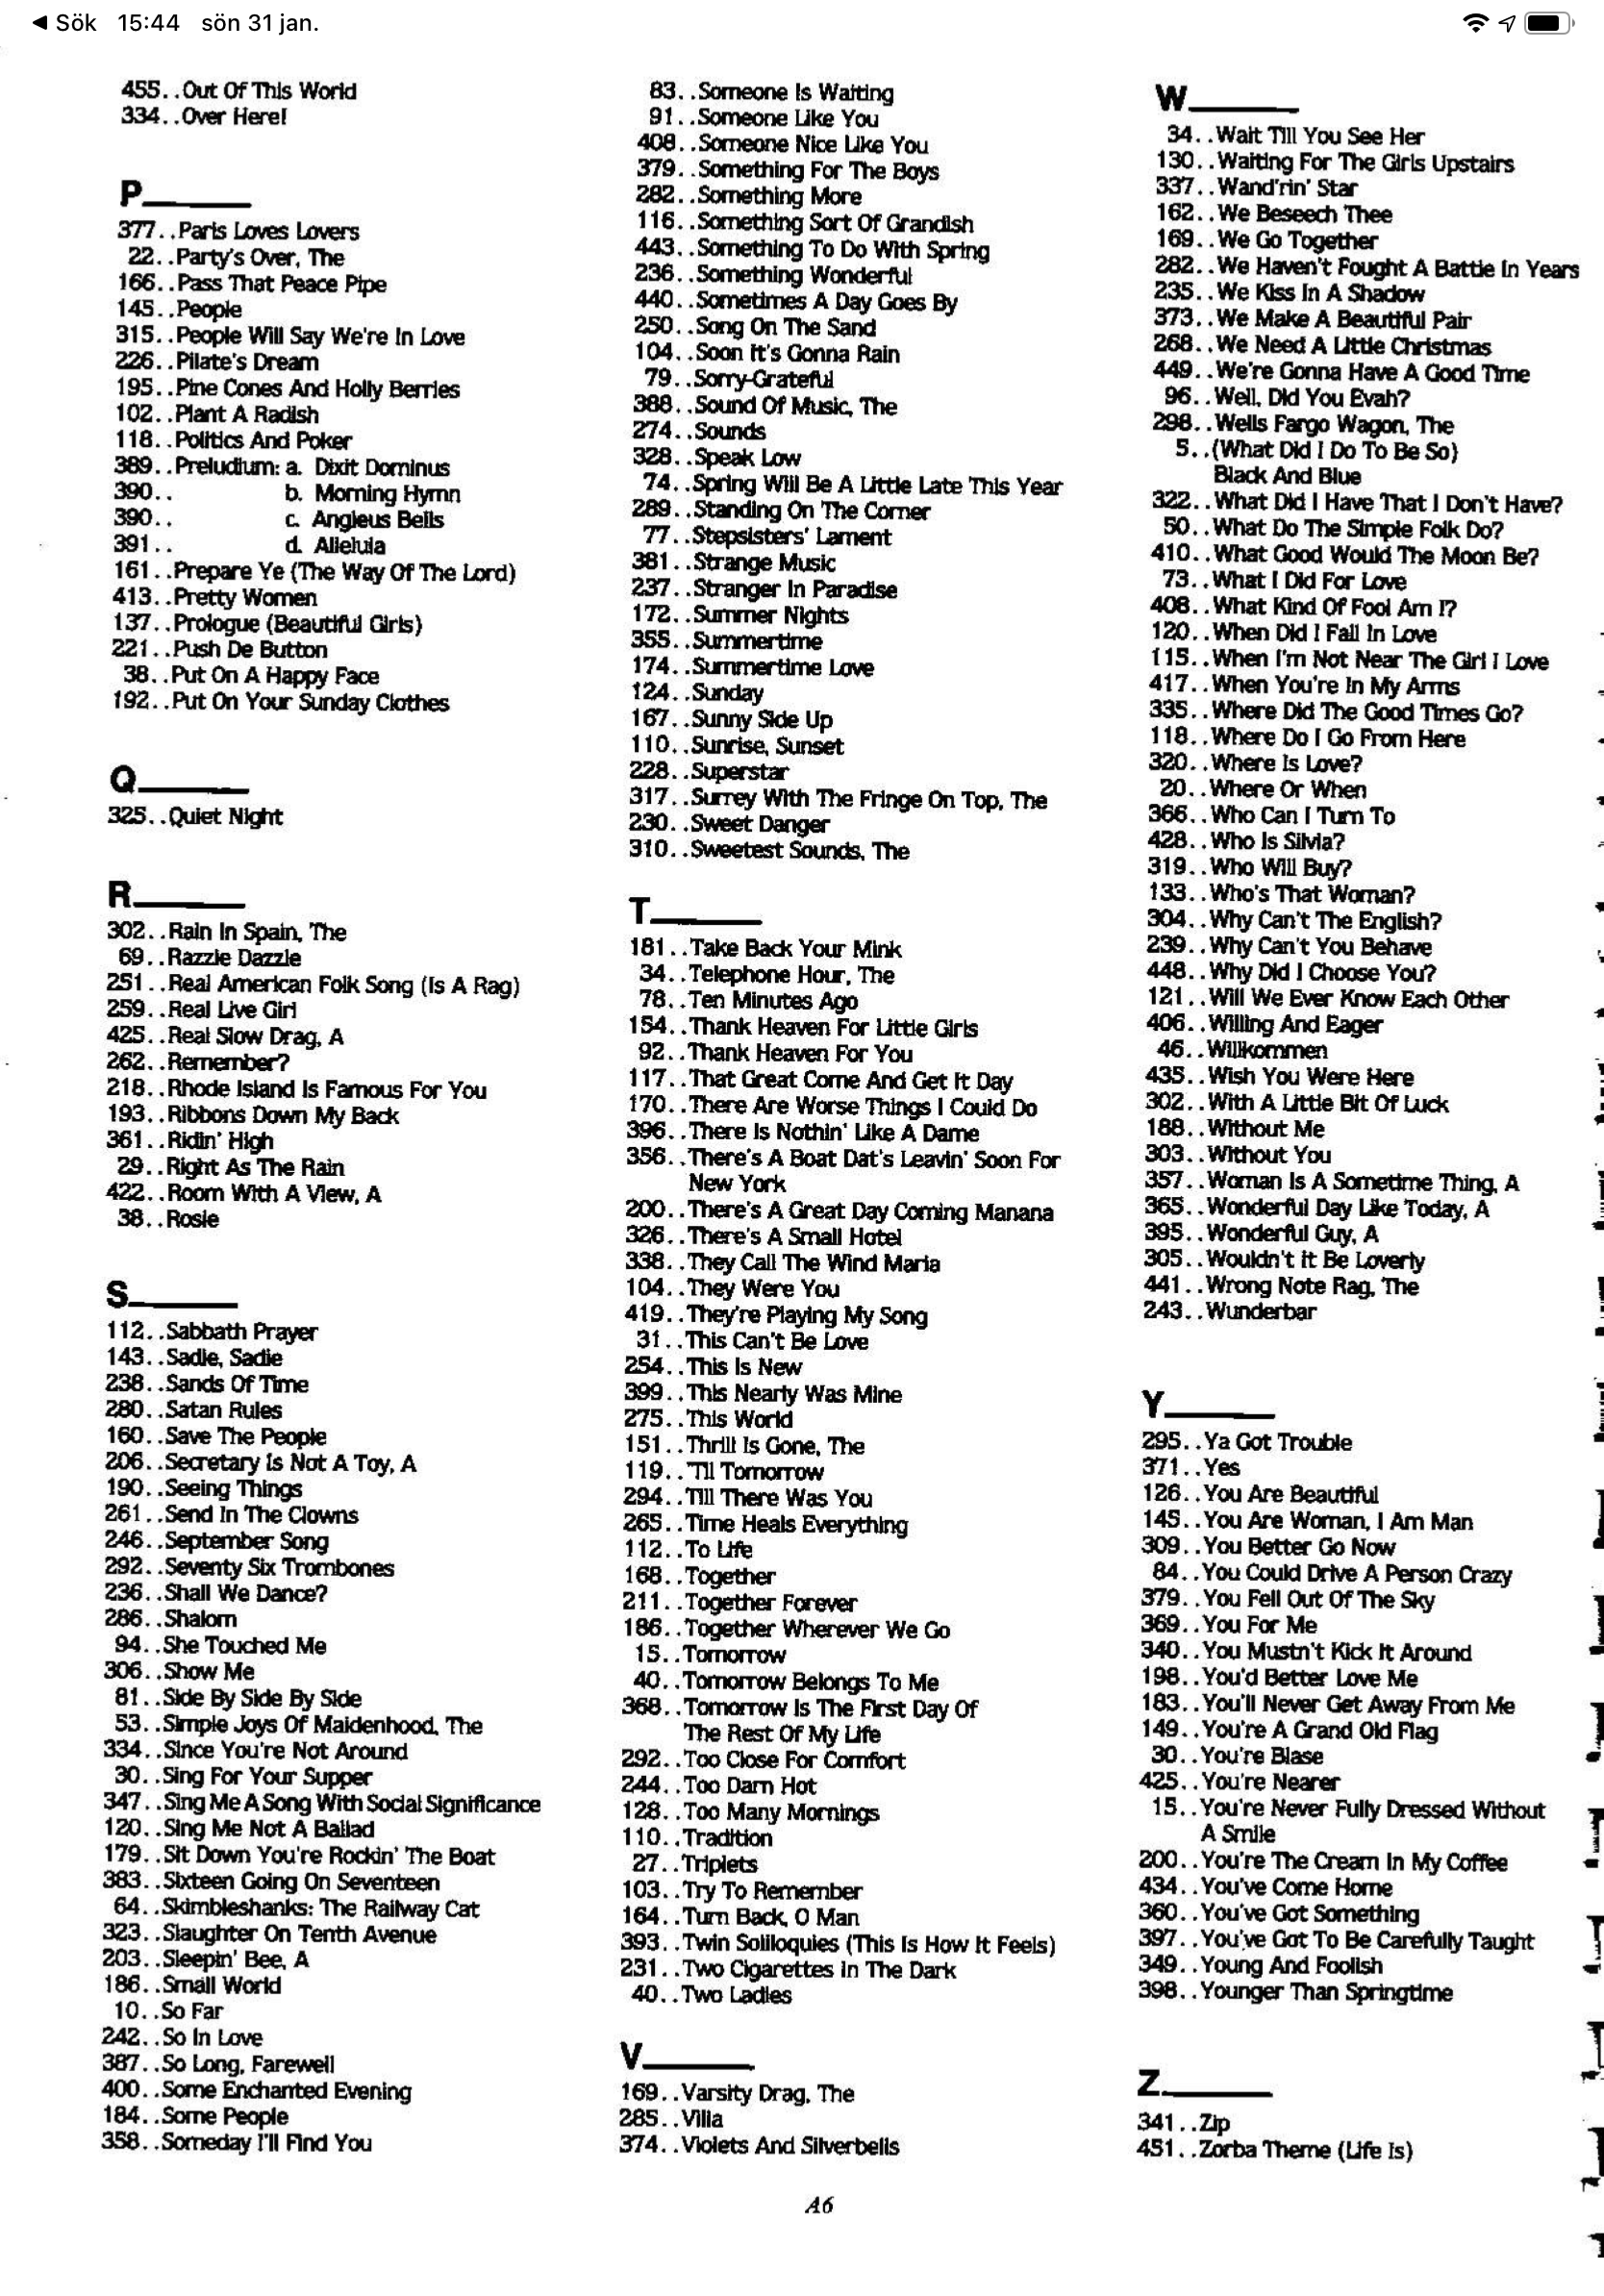 ◀ Sök 15:44 sön 31 jan.
455. .Out Of This World
334. .Over Here!
P
377. .Paris Loves Lovers
22. .Party's Over, The
166. .Pass That Peace Pipe
145. .People
315. .People Will Say We're In Love
226. .Pilate's Dream
195. .Pine Cones And Holly Berries
102. .Plant A Radish
118. .Politics And Poker
389. .Preludium: a. Dixit Dominus
390. . b. Morning Hymn
390. . c. Angleus Bells
391. . d. Alleluia
161. .Prepare Ye (The Way Of The Lord)
413. .Pretty Women
137. .Prologue (Beautiful Girls)
221. .Push De Button
38. .Put On A Happy Face
192. .Put On Your Sunday Clothes
Q
325. .Quiet Night
R
302. .Rain In Spain, The
69. .Razzle Dazzle
251. .Real American Folk Song (Is A Rag)
259. .Real Live Girl
425. .Real Slow Drag, A
262. .Remember?
218. .Rhode Island Is Famous For You
193. .Ribbons Down My Back
361. .Ridin' High
29. .Right As The Rain
422. .Room With A View, A
38. .Rosie
S
112. .Sabbath Prayer
143. .Sadie, Sadie
238. .Sands Of Time
280. .Satan Rules
160. .Save The People
206. .Secretary Is Not A Toy, A
190. .Seeing Things
261. .Send In The Clowns
246. .September Song
292. .Seventy Six Trombones
236. .Shall We Dance?
286. .Shalom
94. .She Touched Me
306. .Show Me
81. .Side By Side By Side
53. .Simple Joys Of Maidenhood, The
334. .Since You're Not Around
30. .Sing For Your Supper
347. .Sing Me A Song With Social Significance
120. .Sing Me Not A Ballad
179. .Sit Down You're Rockin' The Boat
383. .Sixteen Going On Seventeen
64. .Skimbleshanks: The Railway Cat
323. .Slaughter On Tenth Avenue
203. .Sleepin' Bee, A
186. .Small World
10. .So Far
242. .So In Love
387. .So Long, Farewell
400. .Some Enchanted Evening
184. .Some People
358. .Someday I'll Find You
83. .Someone Is Waiting
91. .Someone Like You
408. .Someone Nice Like You
379. .Something For The Boys
282. .Something More
116. .Something Sort Of Grandish
443. .Something To Do With Spring
236. .Something Wonderful
440. .Sometimes A Day Goes By
250. .Song On The Sand
104. .Soon It's Gonna Rain
79. .Sorry-Grateful
388. .Sound Of Music, The
274. .Sounds
328. .Speak Low
74. .Spring Will Be A Little Late This Year
289. .Standing On The Corner
77. .Stepsisters' Lament
381. .Strange Music
237. .Stranger In Paradise
172. .Summer Nights
355. .Summertime
174. .Summertime Love
124. .Sunday
167. .Sunny Side Up
110. .Sunrise, Sunset
228. .Superstar
317. .Surrey With The Fringe On Top, The
230. .Sweet Danger
310. .Sweetest Sounds, The
T
181. .Take Back Your Mink
34. .Telephone Hour, The
78. .Ten Minutes Ago
154. .Thank Heaven For Little Girls
92. .Thank Heaven For You
117. .That Great Come And Get It Day
170. .There Are Worse Things I Could Do
396. .There Is Nothin' Like A Dame
356. .There's A Boat Dat's Leavin' Soon For
New York
200. .There's A Great Day Coming Manana
326. .There's A Small Hotel
338. .They Call The Wind Maria
104. .They Were You
419. .They're Playing My Song
31. .This Can't Be Love
254. .This Is New
399. .This Nearly Was Mine
275. .This World
151. .Thrill Is Gone, The
119. .'Til Tomorrow
294. .Till There Was You
265. .Time Heals Everything
112. .To Life
168. .Together
211. .Together Forever
186. .Together Wherever We Go
15. .Tomorrow
40. .Tomorrow Belongs To Me
368. .Tomorrow Is The First Day Of
The Rest Of My Life
292. .Too Close For Comfort
244. .Too Darn Hot
128. .Too Many Mornings
110. .Tradition
27. .Triplets
103. .Try To Remember
164. .Turn Back, O Man
393. .Twin Soliloquies (This Is How It Feels)
231. .Two Cigarettes In The Dark
40. .Two Ladies
V
169. .Varsity Drag, The
285. .Vilia
374. .Violets And Silverbells
W
34. .Wait Till You See Her
130. .Waiting For The Girls Upstairs
337. .Wand'rin' Star
162. .We Beseech Thee
169. .We Go Together
282. .We Haven't Fought A Battle In Years
235. .We Kiss In A Shadow
373. .We Make A Beautiful Pair
268. .We Need A Little Christmas
449. .We're Gonna Have A Good Time
96. .Well, Did You Evah?
298. .Wells Fargo Wagon, The
5. .(What Did I Do To Be So)
Black And Blue
322. .What Did I Have That I Don't Have?
50. .What Do The Simple Folk Do?
410. .What Good Would The Moon Be?
73. .What I Did For Love
408. .What Kind Of Fool Am I?
120. .When Did I Fall In Love
115. .When I'm Not Near The Girl I Love
417. .When You're In My Arms
335. .Where Did The Good Times Go?
118. .Where Do I Go From Here
320. .Where Is Love?
20. .Where Or When
366. .Who Can I Turn To
428. .Who Is Silvia?
319. .Who Will Buy?
133. .Who's That Woman?
304. .Why Can't The English?
239. .Why Can't You Behave
448. .Why Did I Choose You?
121. .Will We Ever Know Each Other
406. .Willing And Eager
46. .Willkommen
435. .Wish You Were Here
302. .With A Little Bit Of Luck
188. .Without Me
303. .Without You
357. .Woman Is A Sometime Thing, A
365. .Wonderful Day Like Today, A
395. .Wonderful Guy, A
305. .Wouldn't It Be Loverly
441. .Wrong Note Rag, The
243. .Wunderbar
Y
295. .Ya Got Trouble
371. .Yes
126. .You Are Beautiful
145. .You Are Woman, I Am Man
309. .You Better Go Now
84. .You Could Drive A Person Crazy
379. .You Fell Out Of The Sky
369. .You For Me
340. .You Mustn't Kick It Around
198. .You'd Better Love Me
183. .You'll Never Get Away From Me
149. .You're A Grand Old Flag
30. .You're Blase
425. .You're Nearer
15. .You're Never Fully Dressed Without
A Smile
200. .You're The Cream In My Coffee
434. .You've Come Home
360. .You've Got Something
397. .You've Got To Be Carefully Taught
349. .Young And Foolish
398. .Younger Than Springtime
Z
341. .Zip
451. .Zorba Theme (Life Is)
A6